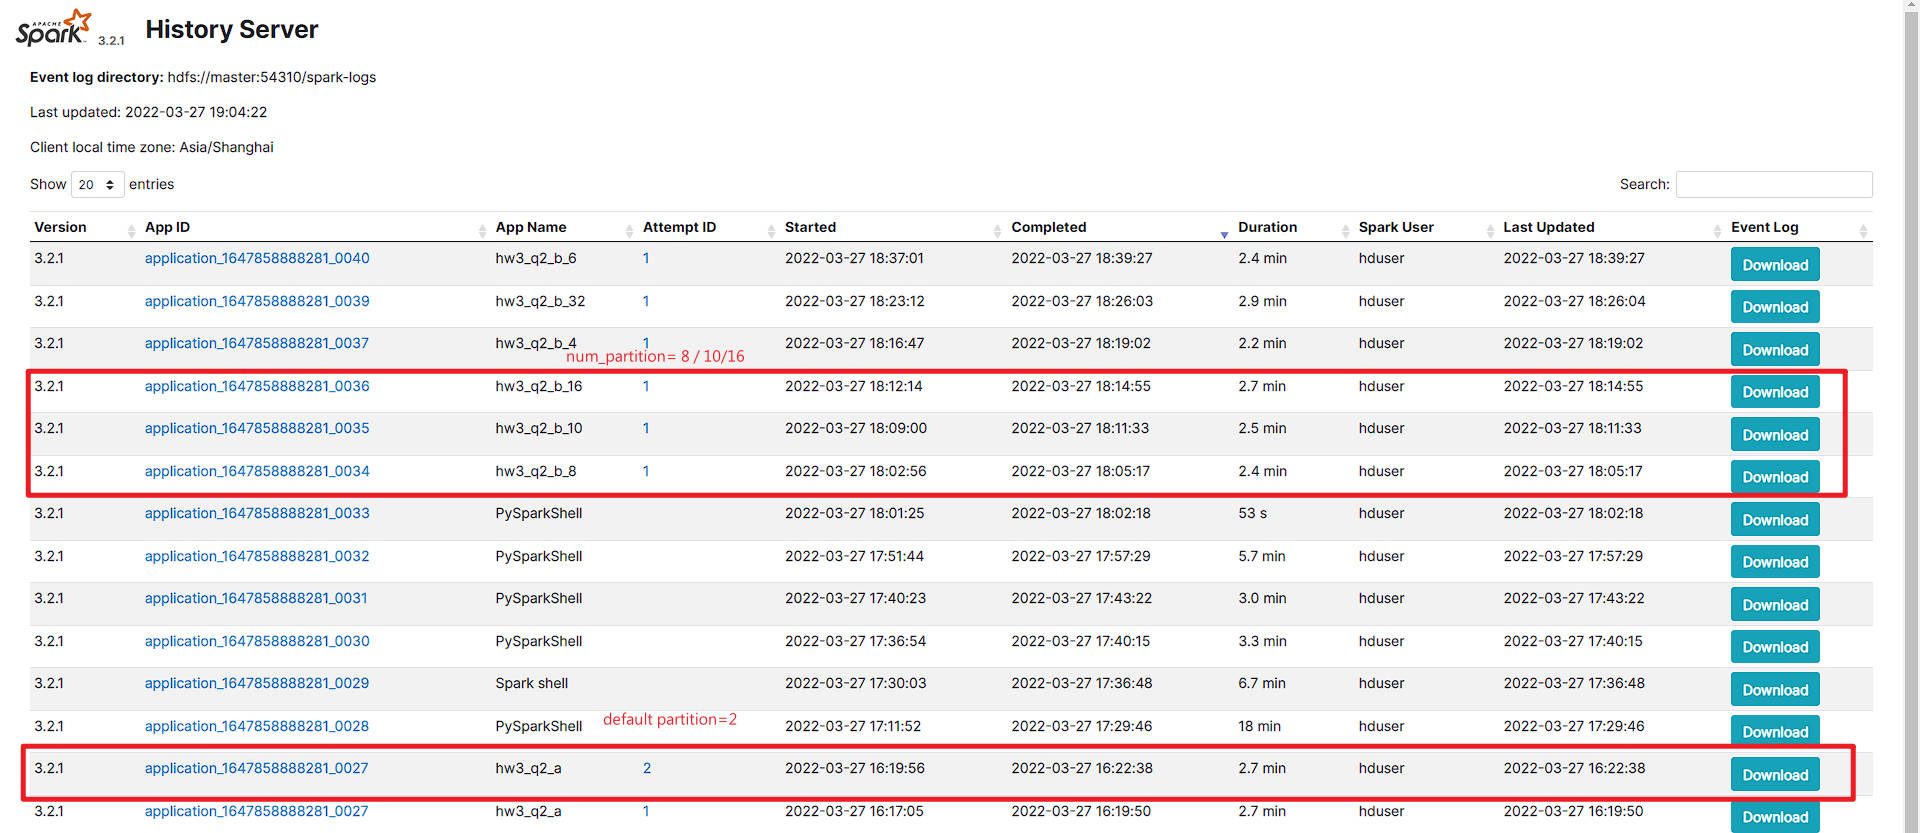 APACHE Spark 3.2.1 History Server
Event log directory: hdfs://master:54310/spark-logs
Last updated: 2022-03-27 19:04:22
Client local time zone: Asia/Shanghai
Show 20 entries Search:
Version App ID App Name Attempt ID Started Completed Duration Spark User Last Updated Event Log
3.2.1 application_1647858888281_0040 hw3_q2_b_6 1 2022-03-27 18:37:01 2022-03-27 18:39:27 2.4 min hduser 2022-03-27 18:39:27 Download
3.2.1 application_1647858888281_0039 hw3_q2_b_32 1 2022-03-27 18:23:12 2022-03-27 18:26:03 2.9 min hduser 2022-03-27 18:26:04 Download
3.2.1 application_1647858888281_0037 hw3_q2_b_4 1 2022-03-27 18:16:47 2022-03-27 18:19:02 2.2 min hduser 2022-03-27 18:19:02 Download
num_partition= 8 / 10/16
3.2.1 application_1647858888281_0036 hw3_q2_b_16 1 2022-03-27 18:12:14 2022-03-27 18:14:55 2.7 min hduser 2022-03-27 18:14:55 Download
3.2.1 application_1647858888281_0035 hw3_q2_b_10 1 2022-03-27 18:09:00 2022-03-27 18:11:33 2.5 min hduser 2022-03-27 18:11:33 Download
3.2.1 application_1647858888281_0034 hw3_q2_b_8 1 2022-03-27 18:02:56 2022-03-27 18:05:17 2.4 min hduser 2022-03-27 18:05:17 Download
3.2.1 application_1647858888281_0033 PySparkShell 2022-03-27 18:01:25 2022-03-27 18:02:18 53 s hduser 2022-03-27 18:02:18 Download
3.2.1 application_1647858888281_0032 PySparkShell 2022-03-27 17:51:44 2022-03-27 17:57:29 5.7 min hduser 2022-03-27 17:57:29 Download
3.2.1 application_1647858888281_0031 PySparkShell 2022-03-27 17:40:23 2022-03-27 17:43:22 3.0 min hduser 2022-03-27 17:43:22 Download
3.2.1 application_1647858888281_0030 PySparkShell 2022-03-27 17:36:54 2022-03-27 17:40:15 3.3 min hduser 2022-03-27 17:40:15 Download
3.2.1 application_1647858888281_0029 Spark shell 2022-03-27 17:30:03 2022-03-27 17:36:48 6.7 min hduser 2022-03-27 17:36:48 Download
default partition=2
3.2.1 application_1647858888281_0028 PySparkShell 2022-03-27 17:11:52 2022-03-27 17:29:46 18 min hduser 2022-03-27 17:29:46 Download
3.2.1 application_1647858888281_0027 hw3_q2_a 2 2022-03-27 16:19:56 2022-03-27 16:22:38 2.7 min hduser 2022-03-27 16:22:38 Download
3.2.1 application_1647858888281_0027 hw3_q2_a 1 2022-03-27 16:17:05 2022-03-27 16:19:50 2.7 min hduser 2022-03-27 16:19:50 Download